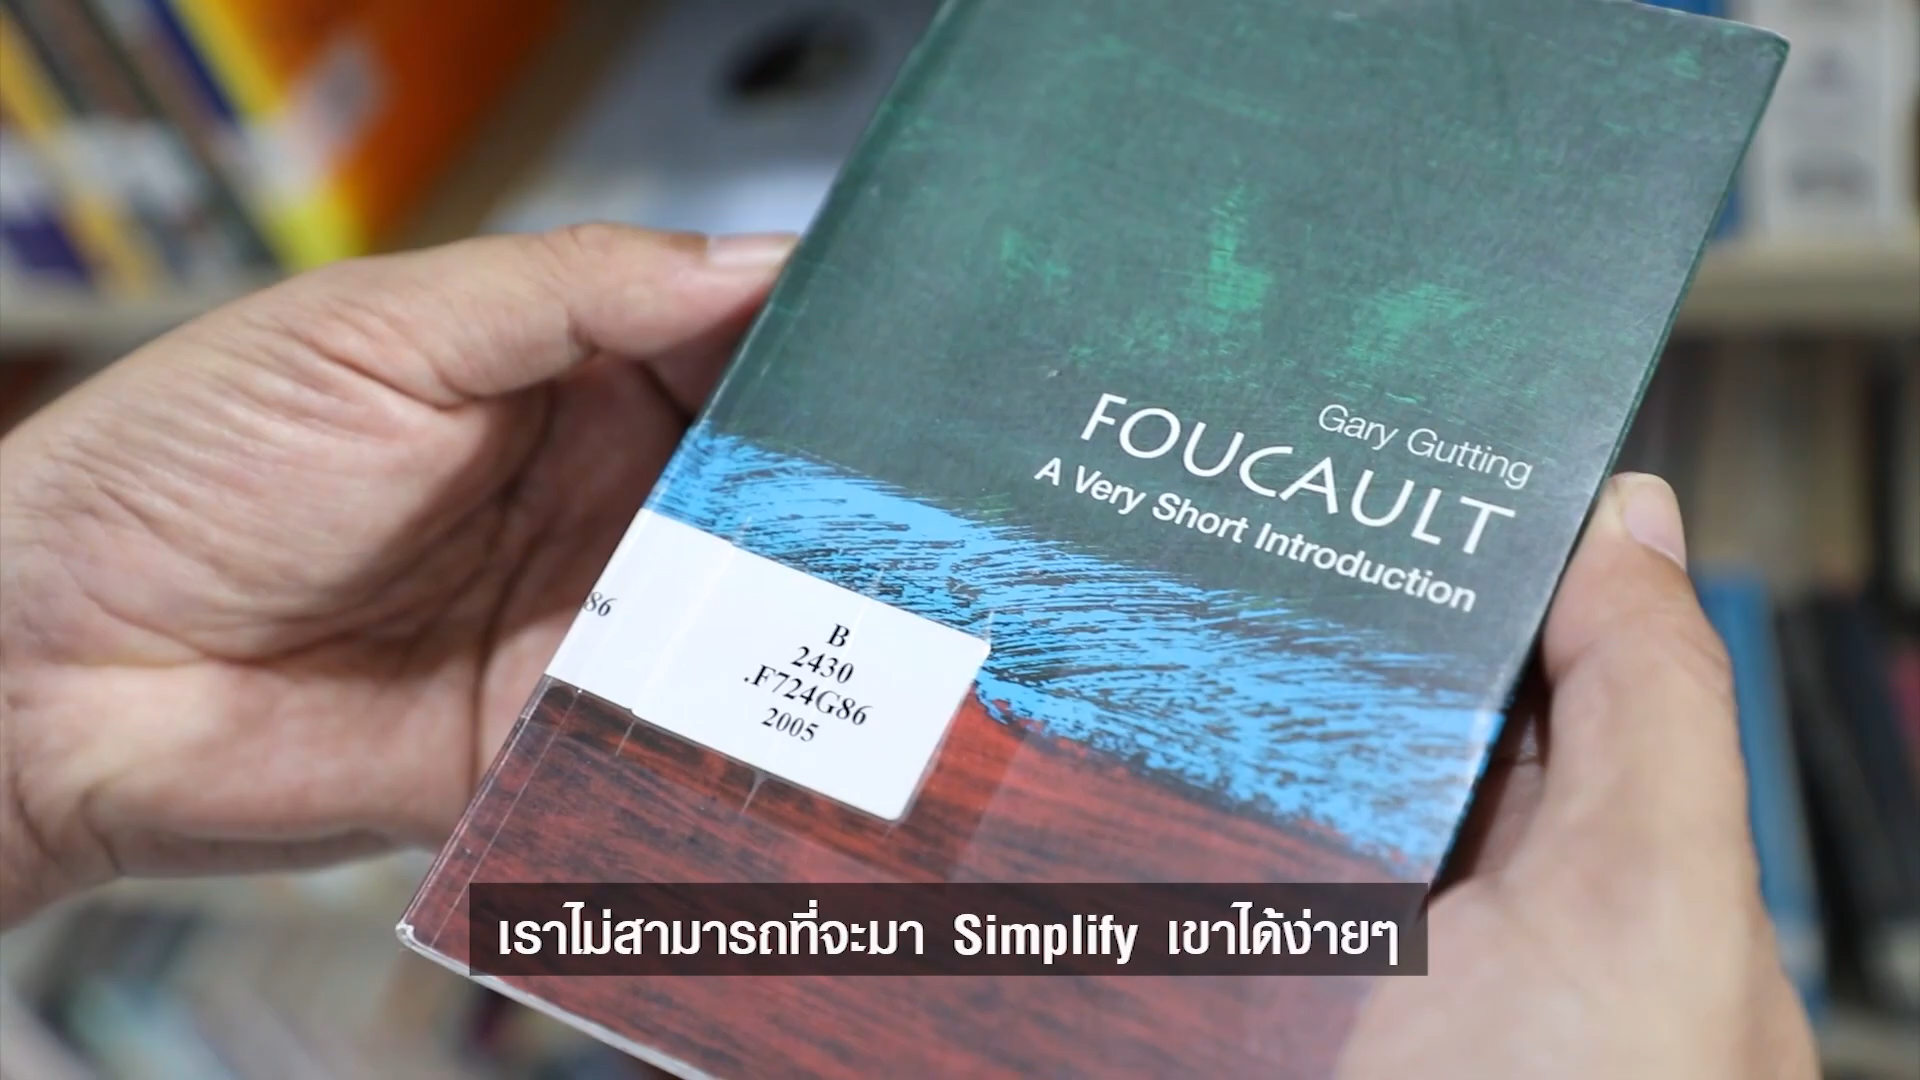 Gary Gutting
FOUCAULT
A Very Short Introduction
86
B
2430
.F724G86
2005
เราไม่สามารถที่จะมา Simplify เขาได้ง่ายๆ